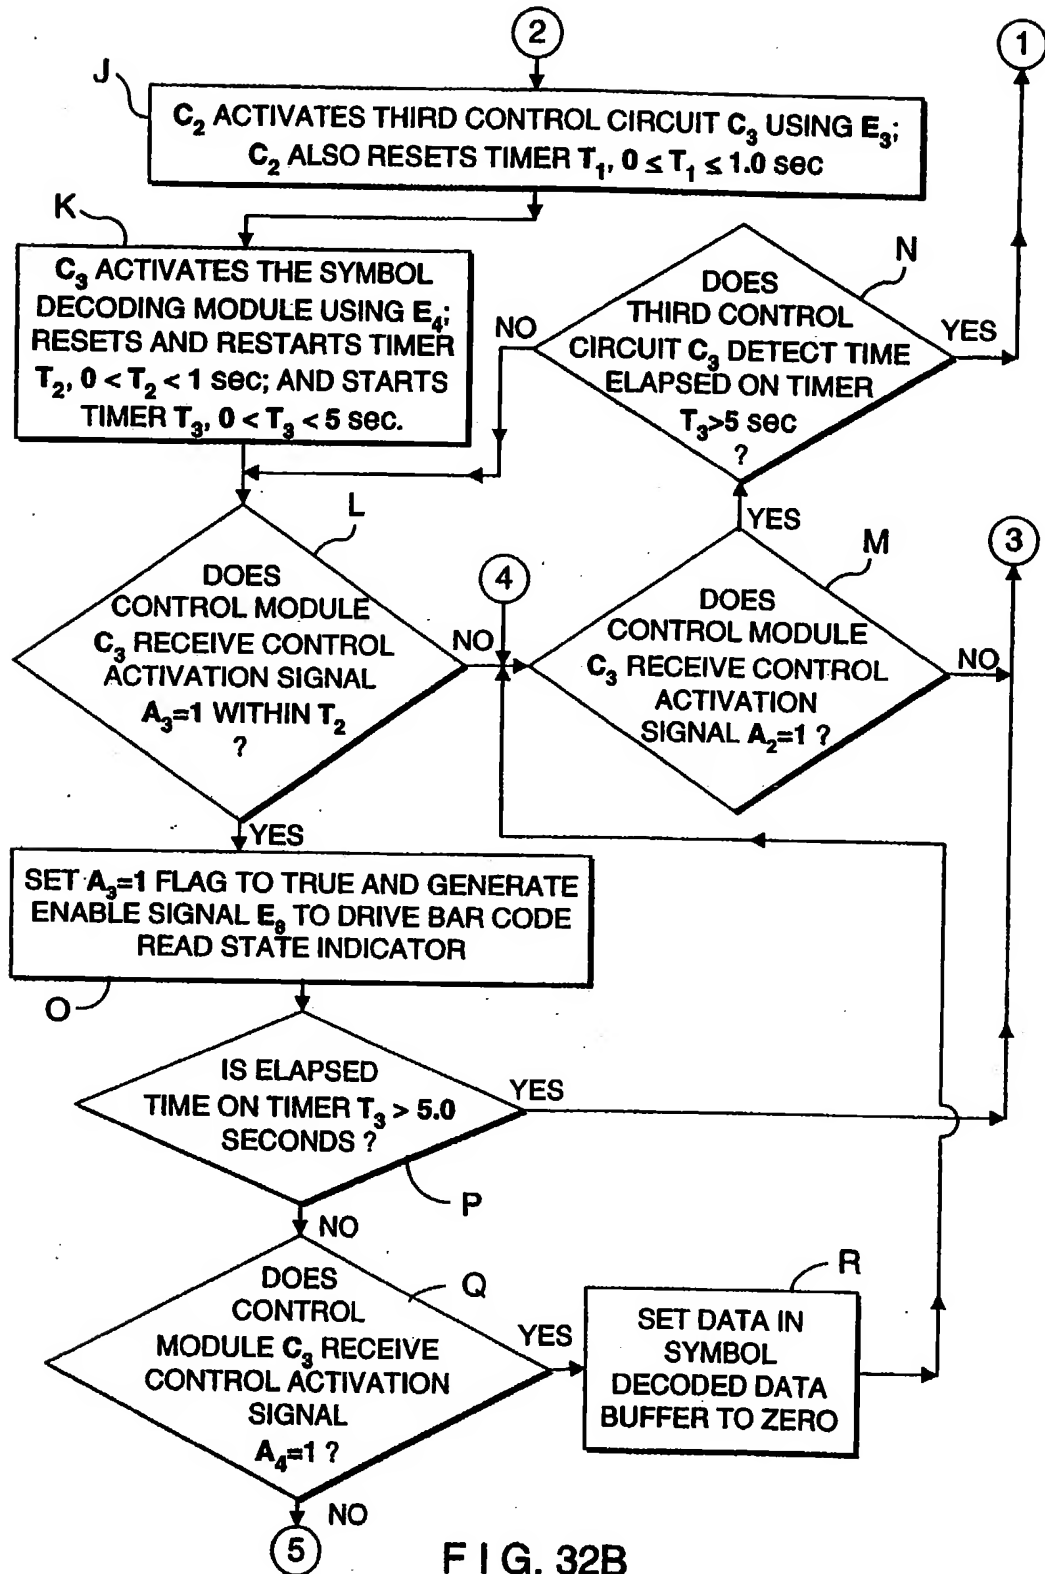 2
1
J
C2 ACTIVATES THIRD CONTROL CIRCUIT C3 USING E3;
C2 ALSO RESETS TIMER T1, 0 ≤ T1 ≤ 1.0 sec
K
C3 ACTIVATES THE SYMBOL
DECODING MODULE USING E4;
RESETS AND RESTARTS TIMER
T2, 0 < T2 < 1 sec; AND STARTS
TIMER T3, 0 < T3 < 5 sec.
N
DOES
THIRD CONTROL
CIRCUIT C3 DETECT TIME
ELAPSED ON TIMER
T3>5 sec
?
NO
YES
L
DOES
CONTROL MODULE
C3 RECEIVE CONTROL
ACTIVATION SIGNAL
A3=1 WITHIN T2
?
NO
YES
4
M
DOES
CONTROL MODULE
C3 RECEIVE CONTROL
ACTIVATION
SIGNAL A2=1 ?
YES
NO
3
SET A3=1 FLAG TO TRUE AND GENERATE
ENABLE SIGNAL E8 TO DRIVE BAR CODE
READ STATE INDICATOR
O
IS ELAPSED
TIME ON TIMER T3 > 5.0
SECONDS ?
YES
P
NO
Q
DOES
CONTROL
MODULE C3 RECEIVE
CONTROL ACTIVATION
SIGNAL
A4=1 ?
YES
R
SET DATA IN
SYMBOL
DECODED DATA
BUFFER TO ZERO
NO
5
FIG. 32B